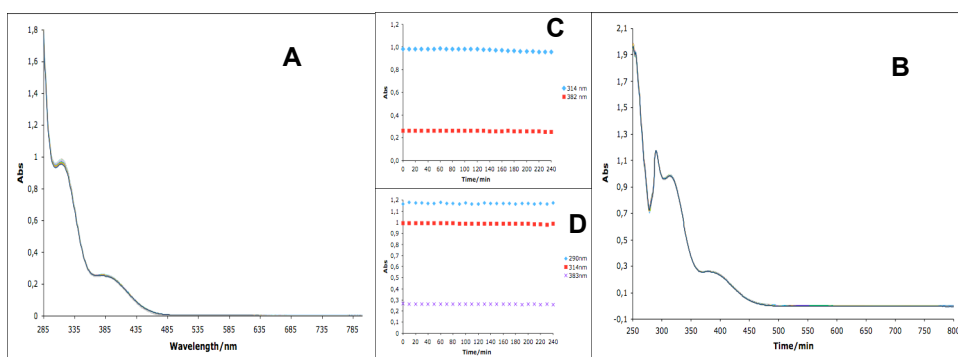 A
1,8
1,6
1,4
1,2
1
0,8
0,6
0,4
0,2
0
Abs
285 335 385 435 485 535 585 635 685 735 785
Wavelength/nm
C
1,2
1,0
0,8
0,6
0,4
0,2
0,0
Abs
314 nm
382 nm
0 20 40 60 80 100 120 140 160 180 200 220 240
Time/min
D
1,2
1,1
1
0,9
0,8
0,7
0,6
0,5
0,4
0,3
0,2
0,1
0
Abs
290nm
314nm
383nm
0 20 40 60 80 100 120 140 160 180 200 220 240
Time/min
B
2,1
1,9
1,7
1,5
1,3
1,1
0,9
0,7
0,5
0,3
0,1
-0,1
Abs
250 300 350 400 450 500 550 600 650 700 750 800
Time/min